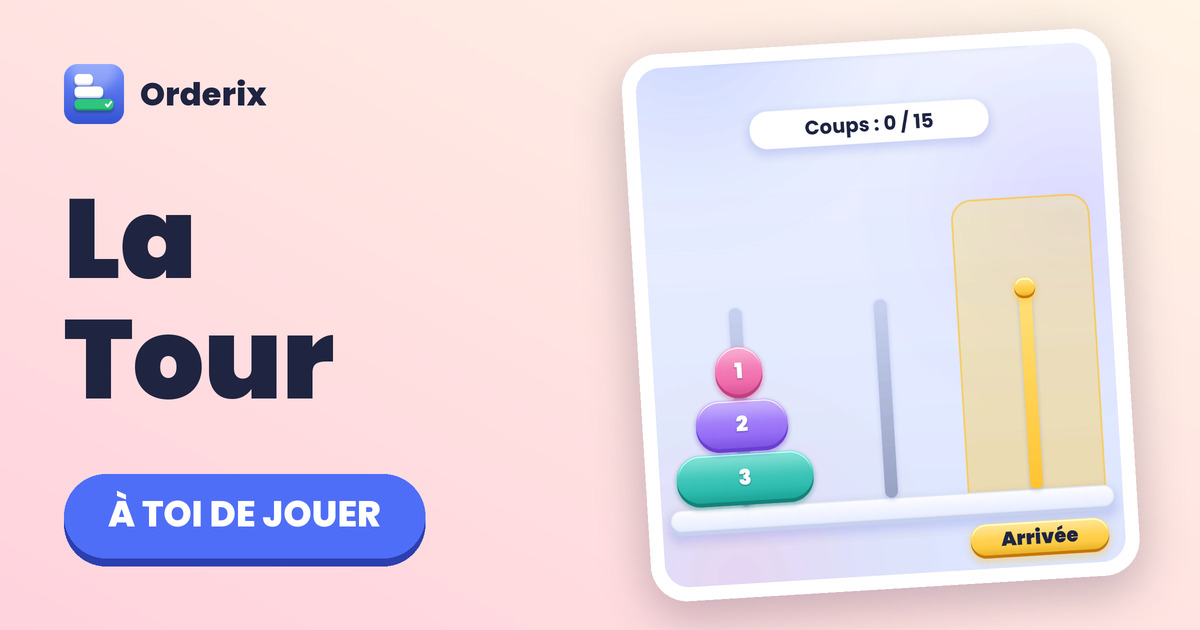 Orderix
La
Tour
À TOI DE JOUER
Coups : 0 / 15
1
2
3
Arrivée